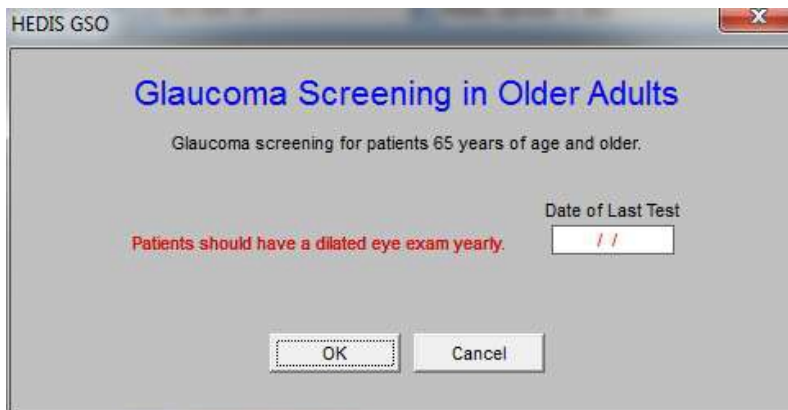 HEDIS GSO
Glaucoma Screening in Older Adults
Glaucoma screening for patients 65 years of age and older.
Date of Last Test
Patients should have a dilated eye exam yearly.
/ /
OK
Cancel